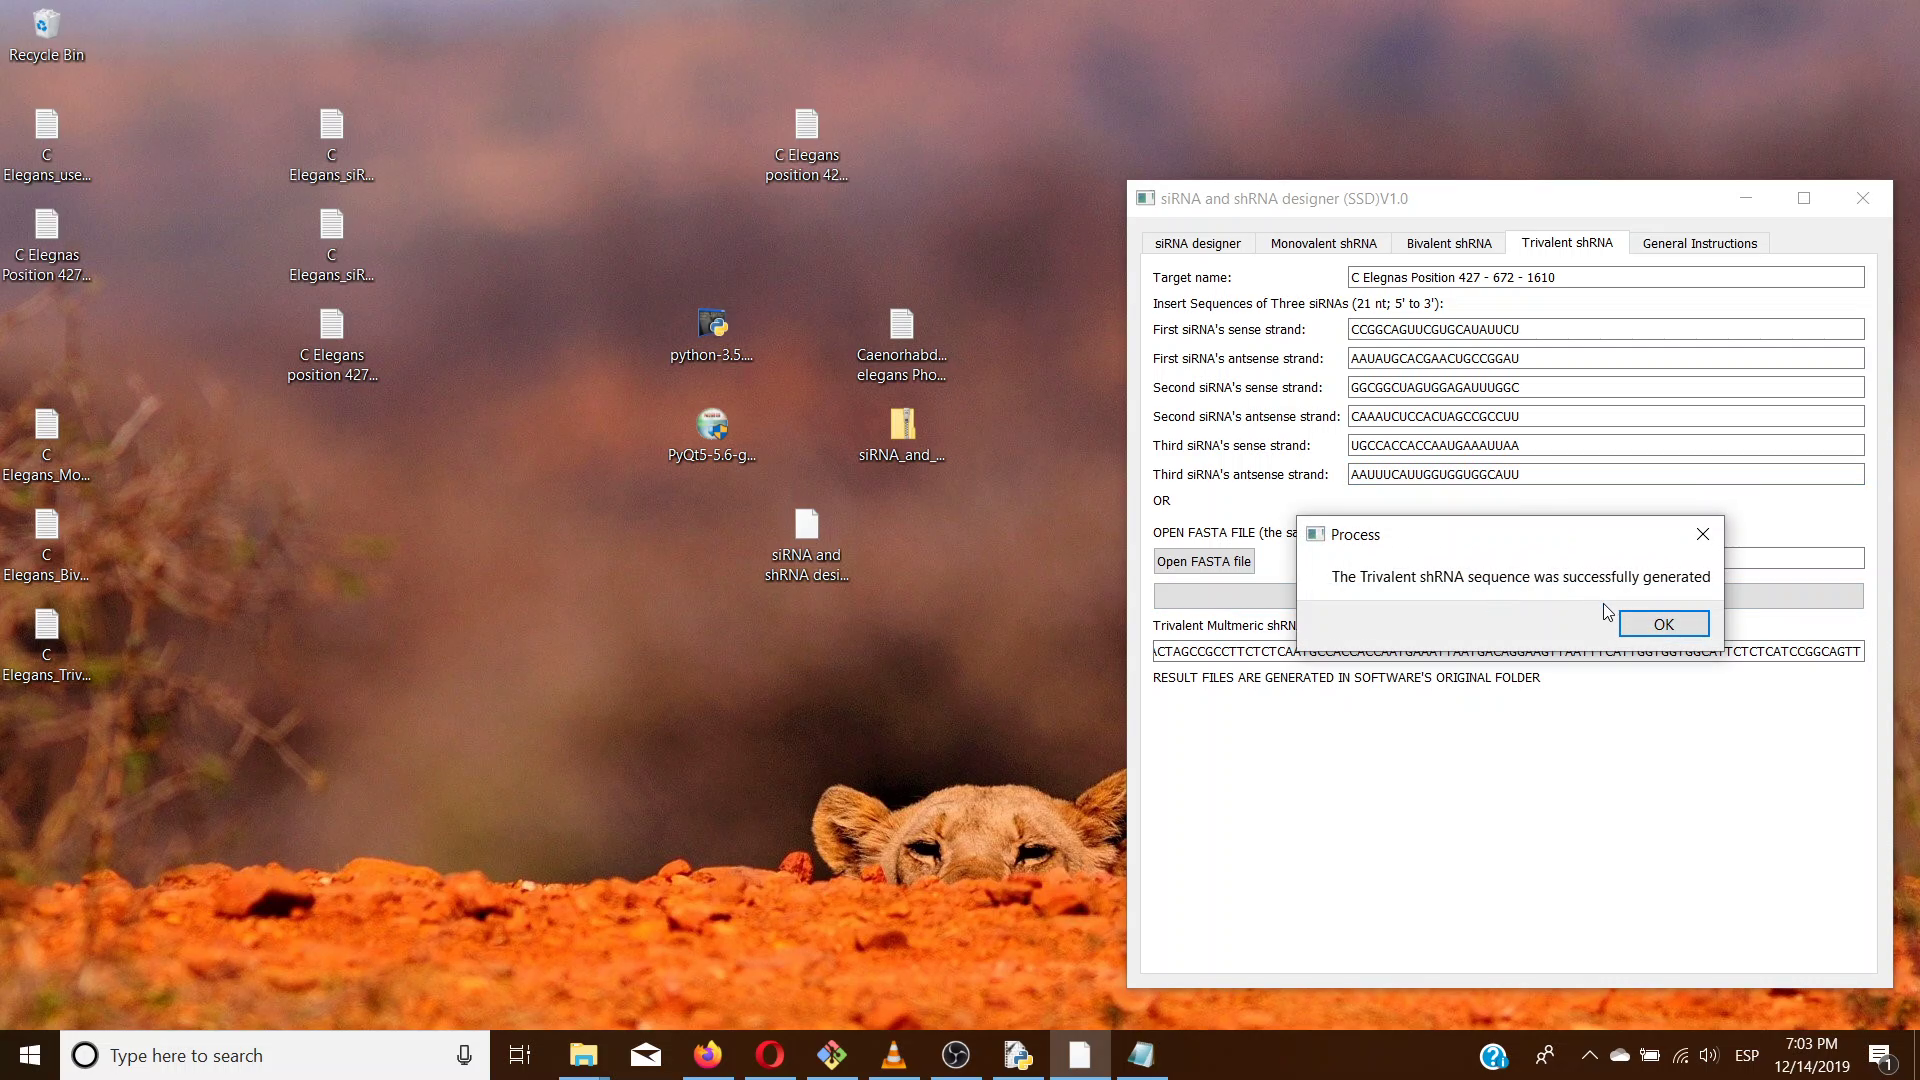 Recycle Bin
C
Elegans_use...
C
Elegans_siR...
C Elegans
position 42...
C Elegnas
Position 427...
C
Elegans_siR...
C Elegans
position 427...
python-3.5....
Caenorhabd...
elegans Pho...
C
Elegans_Mo...
PyQt5-5.6-g...
siRNA_and_...
C
Elegans_Biv...
siRNA and
shRNA desi...
C
Elegans_Triv...
siRNA and shRNA designer (SSD)V1.0
siRNA designer
Monovalent shRNA
Bivalent shRNA
Trivalent shRNA
General Instructions
Target name:
C Elegnas Position 427 - 672 - 1610
Insert Sequences of Three siRNAs (21 nt; 5' to 3'):
First siRNA's sense strand:
CCGGCAGUUCGUGCAUAUUCU
First siRNA's antsense strand:
AAUAUGCACGAACUGCCGGAU
Second siRNA's sense strand:
GGCGGCUAGUGGAGAUUUGGC
Second siRNA's antsense strand:
CAAAUCUCCACUAGCCGCCUU
Third siRNA's sense strand:
UGCCACCACCAAUGAAAUUAA
Third siRNA's antsense strand:
AAUUUCAUUGGUGGUGGCAUU
OR
OPEN FASTA FILE (the sa
Open FASTA file
Process
The Trivalent shRNA sequence was successfully generated
OK
Trivalent Multmeric shRN
RESULT FILES ARE GENERATED IN SOFTWARE'S ORIGINAL FOLDER
Type here to search
ESP
7:03 PM
12/14/2019
1